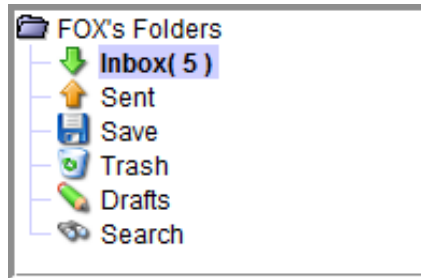 FOX's Folders
Inbox( 5 )
Sent
Save
Trash
Drafts
Search